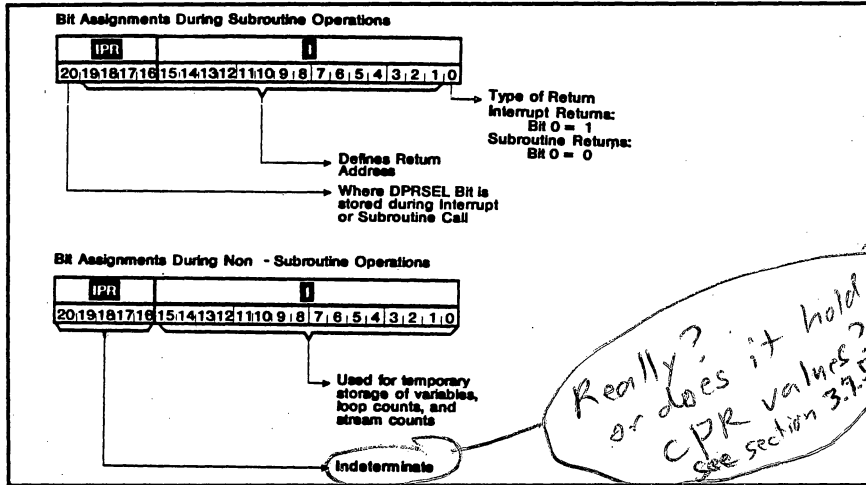 Bit Assignments During Subroutine Operations
IPR I
20 19 18 17 16 15 14 13 12 11 10 9 8 7 6 5 4 3 2 1 0
Type of Return
Interrupt Returns:
Bit 0 = 1
Subroutine Returns:
Bit 0 = 0
Defines Return
Address
Where DPRSEL Bit is
stored during Interrupt
or Subroutine Call
Bit Assignments During Non - Subroutine Operations
IPR I
20 19 18 17 16 15 14 13 12 11 10 9 8 7 6 5 4 3 2 1 0
Used for temporary
storage of variables,
loop counts, and
stream counts
Indeterminate
Really?
or does it hold
CPR values?
see section 3.9.5